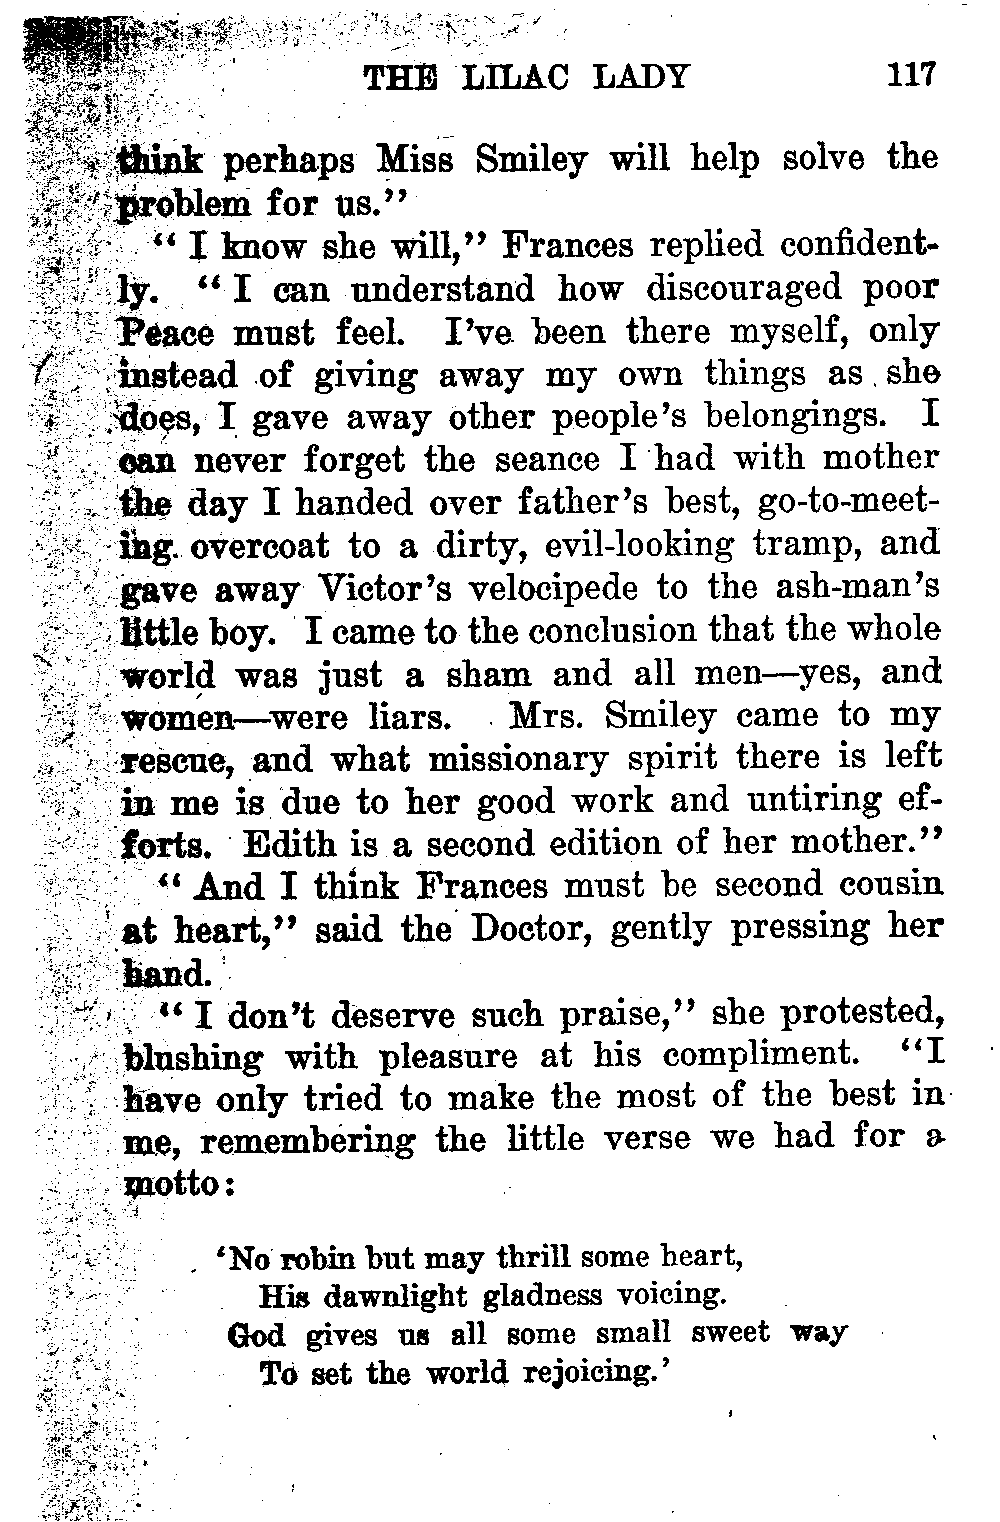 THE LILAC LADY 117
think perhaps Miss Smiley will help solve the
problem for us."
" I know she will," Frances replied confident-
ly. " I can understand how discouraged poor
Peace must feel. I've been there myself, only
instead of giving away my own things as she
does, I gave away other people's belongings. I
can never forget the seance I had with mother
the day I handed over father's best, go-to-meet-
ing overcoat to a dirty, evil-looking tramp, and
gave away Victor's velocipede to the ash-man's
little boy. I came to the conclusion that the whole
world was just a sham and all men—yes, and
women—were liars. Mrs. Smiley came to my
rescue, and what missionary spirit there is left
in me is due to her good work and untiring ef-
forts. Edith is a second edition of her mother."
" And I think Frances must be second cousin
at heart," said the Doctor, gently pressing her
hand.
" I don't deserve such praise," she protested,
blushing with pleasure at his compliment. "I
have only tried to make the most of the best in
me, remembering the little verse we had for a
motto:
'No robin but may thrill some heart,
His dawnlight gladness voicing.
God gives us all some small sweet way
To set the world rejoicing.'